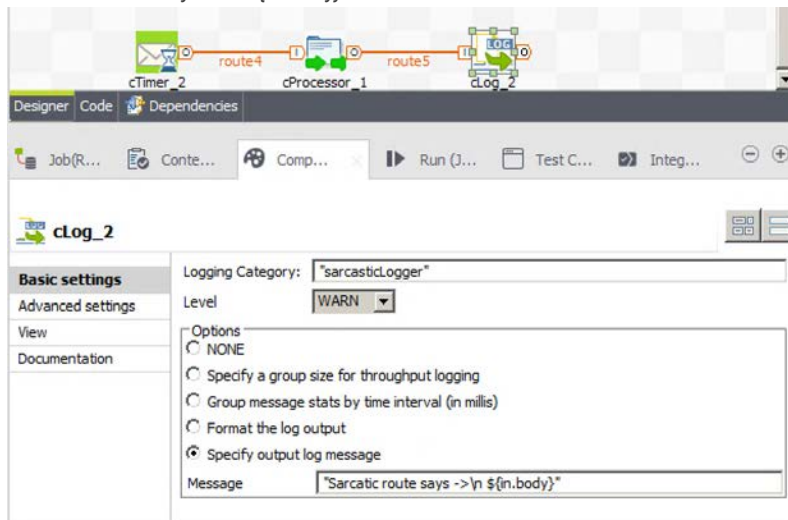 LOG
route4
route5
cTimer_2
cProcessor_1
cLog_2
Designer Code Dependencies
Job(R... Conte... Comp... Run (J... Test C... Integ...
cLog_2
Basic settings
Advanced settings
View
Documentation
Logging Category: "sarcasticLogger"
Level WARN
Options
NONE
Specify a group size for throughput logging
Group message stats by time interval (in millis)
Format the log output
Specify output log message
Message "Sarcatic route says ->\n ${in.body}"